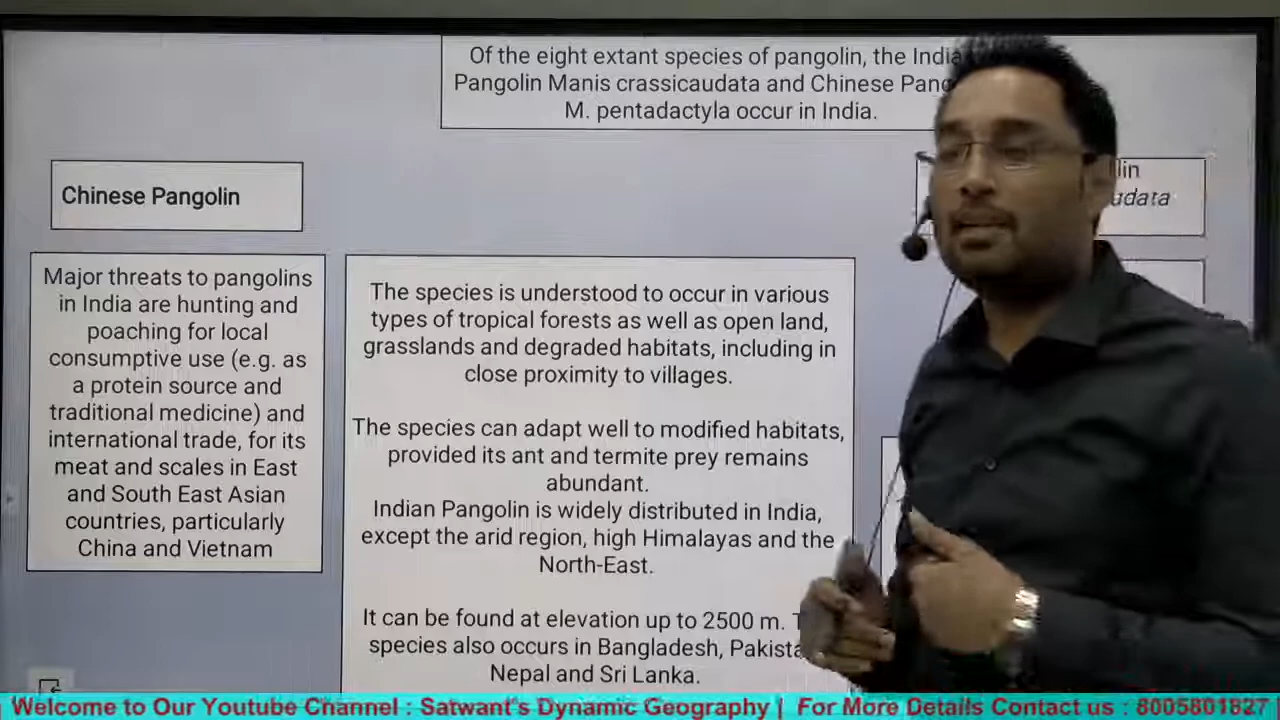 Of the eight extant species of pangolin, the
Pangolin Manis crassicaudata and Chinese
M. pentadactyla occur in India.
Chinese Pangolin
Major threats to pangolins
in India are hunting and
poaching for local
consumptive use (e.g. as
a protein source and
traditional medicine) and
international trade, for its
meat and scales in East
and South East Asian
countries, particularly
China and Vietnam
The species is understood to occur in various
types of tropical forests as well as open land,
grasslands and degraded habitats, including in
close proximity to villages.
The species can adapt well to modified habitats,
provided its ant and termite prey remains
abundant.
Indian Pangolin is widely distributed in India,
except the arid region, high Himalayas and the
North-East.
It can be found at elevation up to 2500 m.
species also occurs in Bangladesh,
Nepal and Sri Lanka.
Welcome to Our Youtube Channel : Satwant's Dynamic Geography | For More Details Contact us : 8005801827